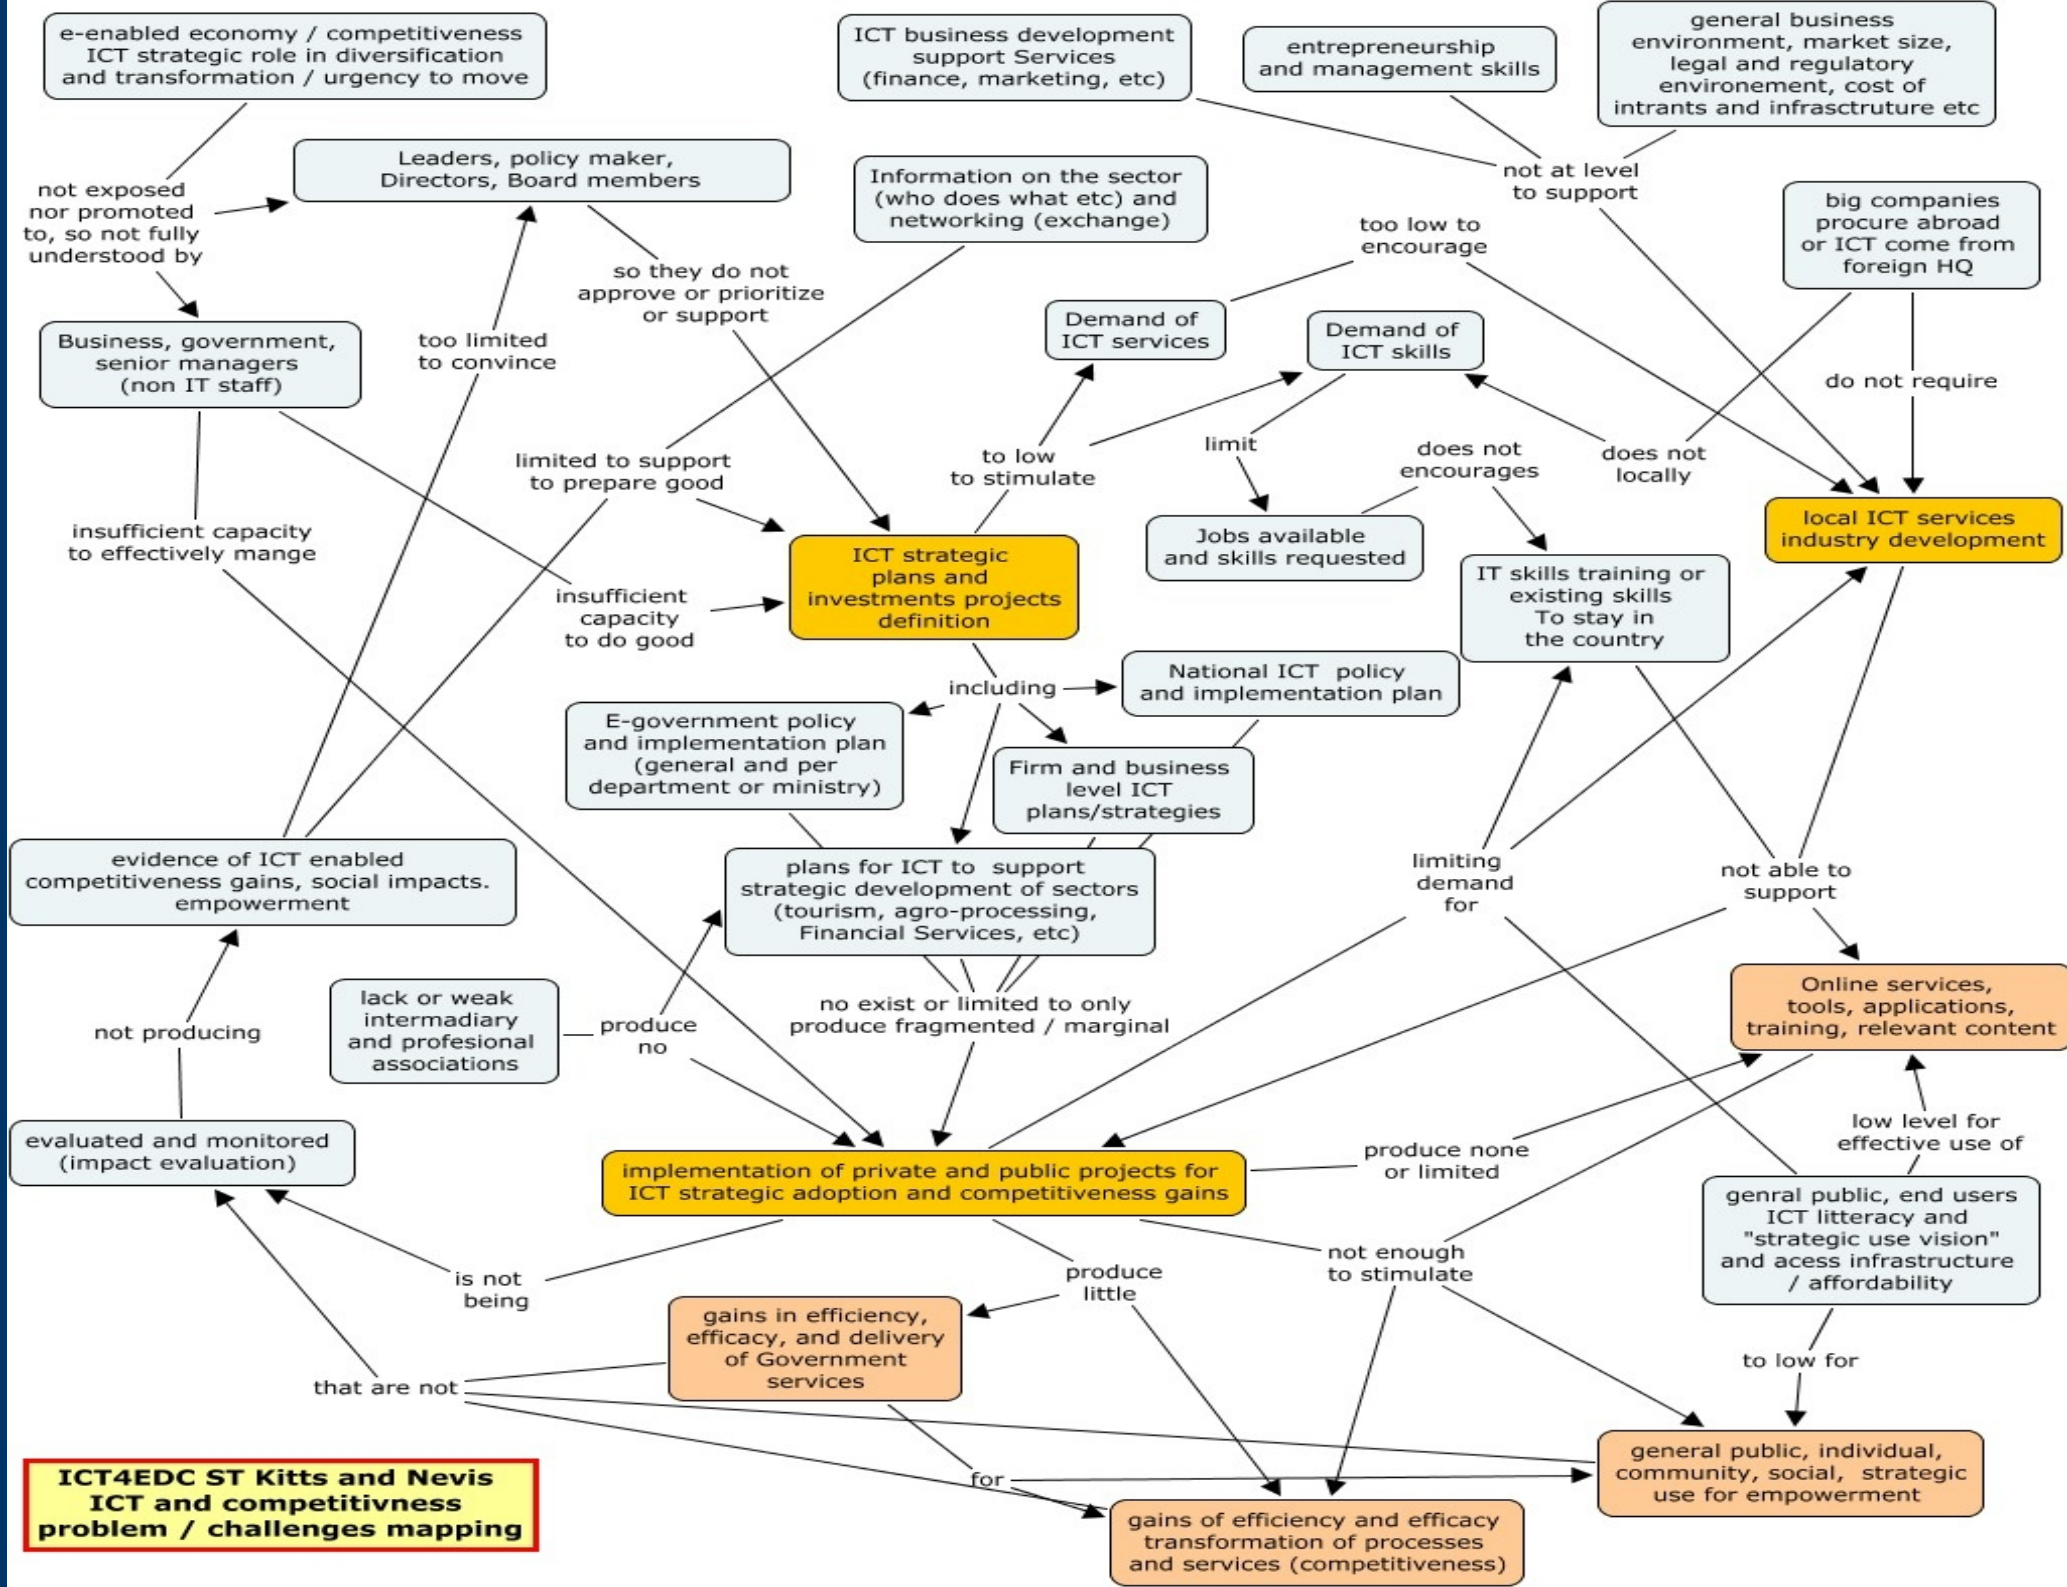 e-enabled economy / competitiveness
ICT strategic role in diversification
and transformation / urgency to move
ICT business development
support Services
(finance, marketing, etc)
entrepreneurship
and management skills
general business
environment, market size,
legal and regulatory
environement, cost of
intrants and infrasctruture etc
Leaders, policy maker,
Directors, Board members
not exposed
nor promoted
to, so not fully
understood by
Information on the sector
(who does what etc) and
networking (exchange)
not at level
to support
big companies
procure abroad
or ICT come from
foreign HQ
too low to
encourage
so they do not
approve or prioritize
or support
Business, government,
senior managers
(non IT staff)
too limited
to convince
Demand of
ICT services
Demand of
ICT skills
do not require
limited to support
to prepare good
to low
to stimulate
limit
does not
encourages
does not
locally
insufficient capacity
to effectively mange
ICT strategic
plans and
investments projects
definition
Jobs available
and skills requested
local ICT services
industry development
IT skills training or
existing skills
To stay in
the country
insufficient
capacity
to do good
including
National ICT policy
and implementation plan
E-government policy
and implementation plan
(general and per
department or ministry)
Firm and business
level ICT
plans/strategies
evidence of ICT enabled
competitiveness gains, social impacts.
empowerment
plans for ICT to support
strategic development of sectors
(tourism, agro-processing,
Financial Services, etc)
limiting
demand
for
not able to
support
not producing
lack or weak
intermadiary
and profesional
associations
produce
no
no exist or limited to only
produce fragmented / marginal
Online services,
tools, applications,
training, relevant content
evaluated and monitored
(impact evaluation)
implementation of private and public projects for
ICT strategic adoption and competitiveness gains
produce none
or limited
low level for
effective use of
genral public, end users
ICT litteracy and
"strategic use vision"
and acess infrastructure
/ affordability
is not
being
produce
little
not enough
to stimulate
gains in efficiency,
efficacy, and delivery
of Government
services
that are not
to low for
for
general public, individual,
community, social, strategic
use for empowerment
ICT4EDC ST Kitts and Nevis
ICT and competitivness
problem / challenges mapping
gains of efficiency and efficacy
transformation of processes
and services (competitiveness)